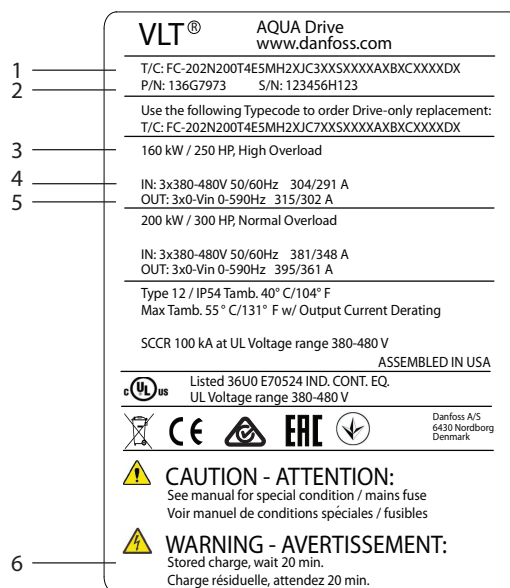 VLT® AQUA Drive
www.danfoss.com
1 T/C: FC-202N200T4E5MH2XJC3XXSXXXXAXBXCXXXXDX
2 P/N: 136G7973 S/N: 123456H123
Use the following Typecode to order Drive-only replacement:
T/C: FC-202N200T4E5MH2XJC7XXSXXXXAXBXCXXXXDX
3 160 kW / 250 HP, High Overload
4 IN: 3x380-480V 50/60Hz 304/291 A
5 OUT: 3x0-Vin 0-590Hz 315/302 A
200 kW / 300 HP, Normal Overload
IN: 3x380-480V 50/60Hz 381/348 A
OUT: 3x0-Vin 0-590Hz 395/361 A
Type 12 / IP54 Tamb. 40° C/104° F
Max Tamb. 55° C/131° F w/ Output Current Derating
SCCR 100 kA at UL Voltage range 380-480 V
ASSEMBLED IN USA
c UL us Listed 36U0 E70524 IND. CONT. EQ.
UL Voltage range 380-480 V
CE EAC
Danfoss A/S
6430 Nordborg
Denmark
CAUTION - ATTENTION:
See manual for special condition / mains fuse
Voir manuel de conditions spéciales / fusibles
WARNING - AVERTISSEMENT:
6 Stored charge, wait 20 min.
Charge résiduelle, attendez 20 min.